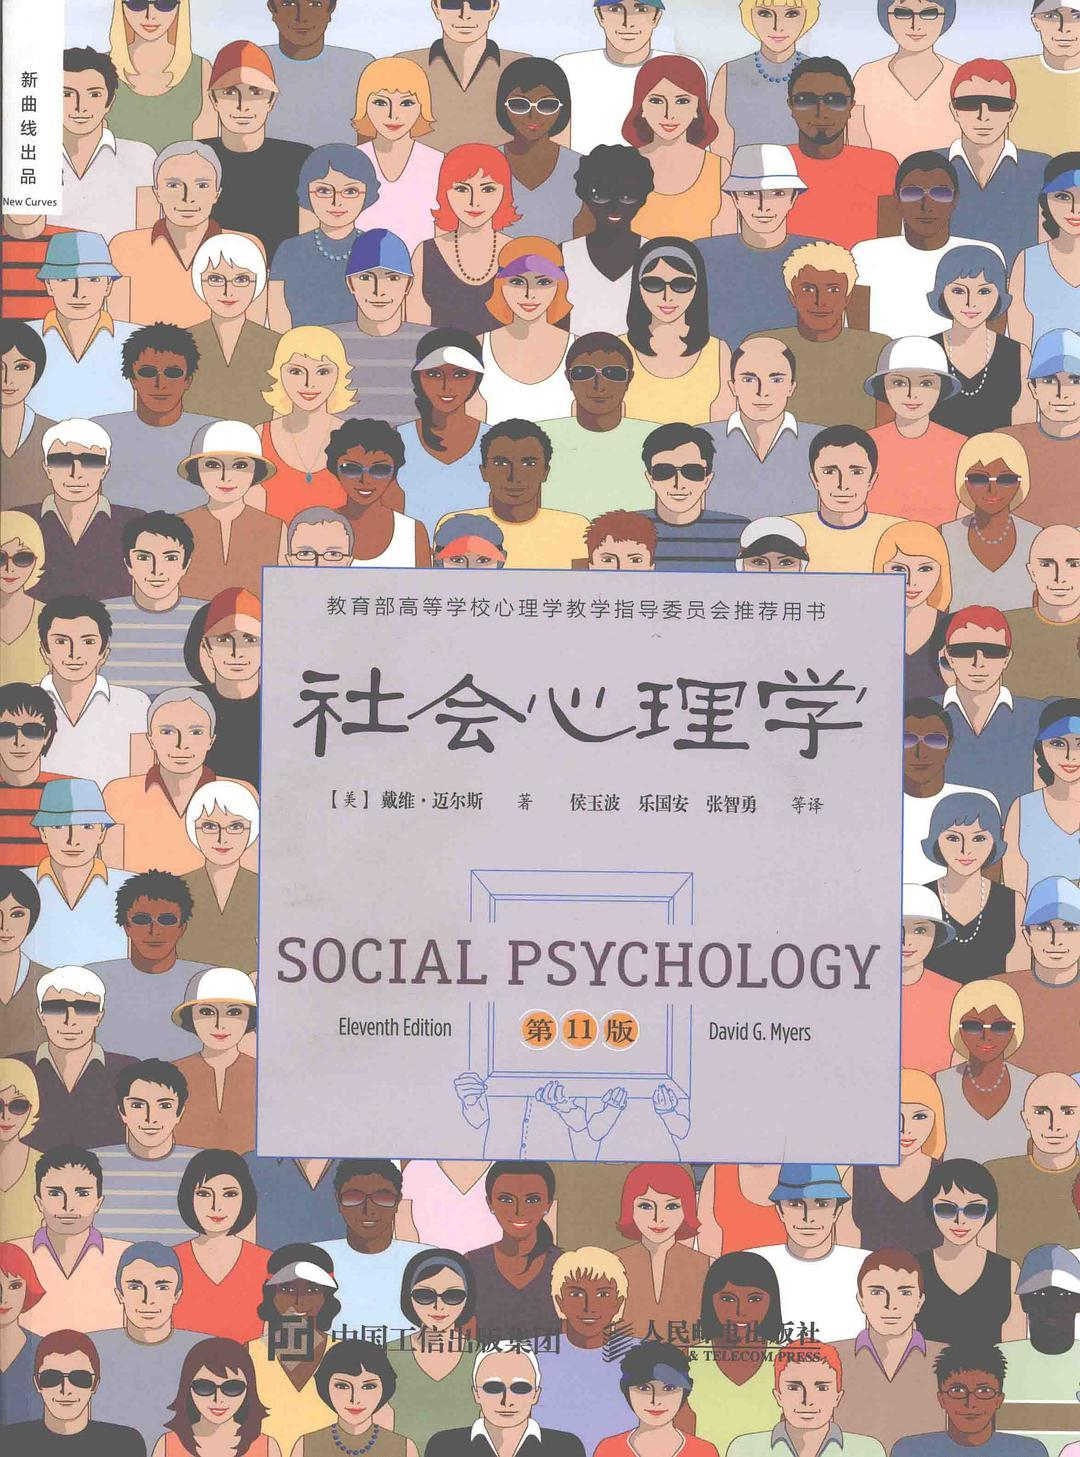 新曲线出品
New Curves
教育部高等学校心理学教学指导委员会推荐用书
社会心理学
【美】戴维·迈尔斯 著 侯玉波 乐国安 张智勇 等译
SOCIAL PSYCHOLOGY
Eleventh Edition 第11版 David G. Myers
中国工信出版集团 人民邮电出版社
& TELECOM PRESS